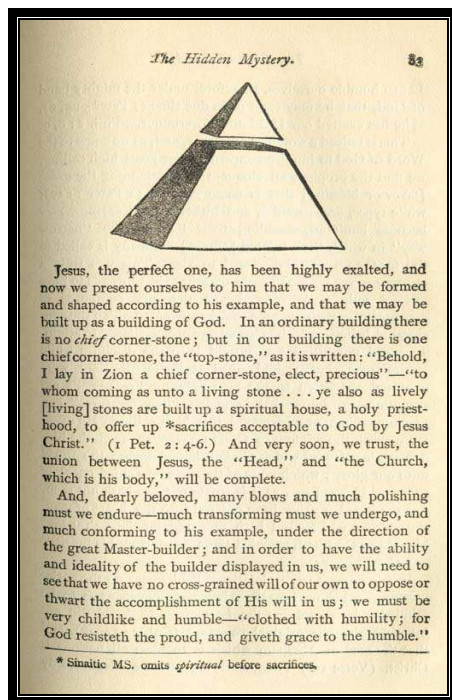 The Hidden Mystery. 83
Jesus, the perfect one, has been highly exalted, and
now we present ourselves to him that we may be formed
and shaped according to his example, and that we may be
built up as a building of God. In an ordinary building there
is no chief corner-stone; but in our building there is one
chief corner-stone, the “top-stone,” as it is written: “Behold,
I lay in Zion a chief corner-stone, elect, precious”—“to
whom coming as unto a living stone . . . ye also as lively
[living] stones are built up a spiritual house, a holy priest-
hood, to offer up *sacrifices acceptable to God by Jesus
Christ.” (1 Pet. 2:4-6.) And very soon, we trust, the
union between Jesus, the “Head,” and “the Church,
which is his body,” will be complete.
And, dearly beloved, many blows and much polishing
must we endure—much transforming must we undergo, and
much conforming to his example, under the direction of
the great Master-builder; and in order to have the ability
and ideality of the builder displayed in us, we will need to
see that we have no cross-grained will of our own to oppose or
thwart the accomplishment of His will in us; we must be
very childlike and humble—“clothed with humility; for
God resisteth the proud, and giveth grace to the humble.”
* Sinaitic MS. omits spiritual before sacrifices.